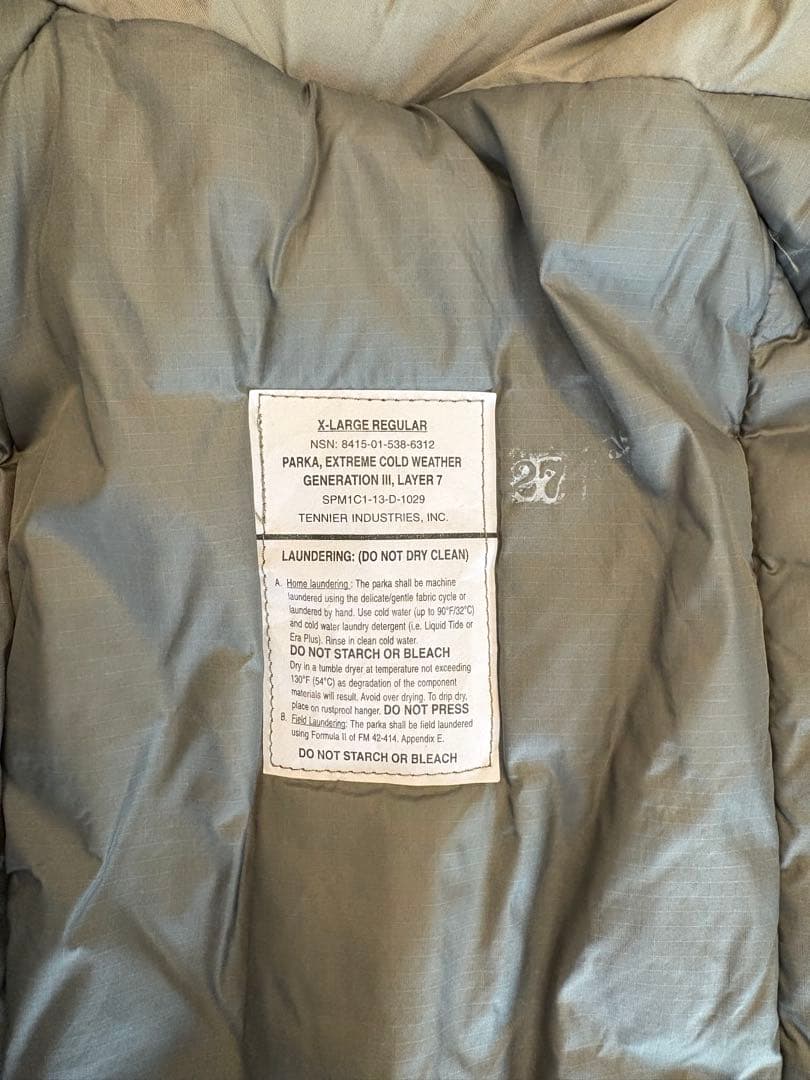 X-LARGE REGULAR
NSN: 8415-01-538-6312
PARKA, EXTREME COLD WEATHER
GENERATION III, LAYER 7
SPM1C1-13-D-1029
TENNIER INDUSTRIES, INC.
27
LAUNDERING: (DO NOT DRY CLEAN)
A. Home laundering : The parka shall be machine
laundered using the delicate/gentle fabric cycle or
laundered by hand. Use cold water (up to 90°F/32°C)
and cold water laundry detergent (i.e. Liquid Tide or
Era Plus). Rinse in clean cold water.
DO NOT STARCH OR BLEACH
Dry in a tumble dryer at temperature not exceeding
130°F (54°C) as degradation of the component
materials will result. Avoid over drying. To drip dry,
place on rustproof hanger. DO NOT PRESS
B. Field Laundering: The parka shall be field laundered
using Formula II of FM 42-414, Appendix E.
DO NOT STARCH OR BLEACH